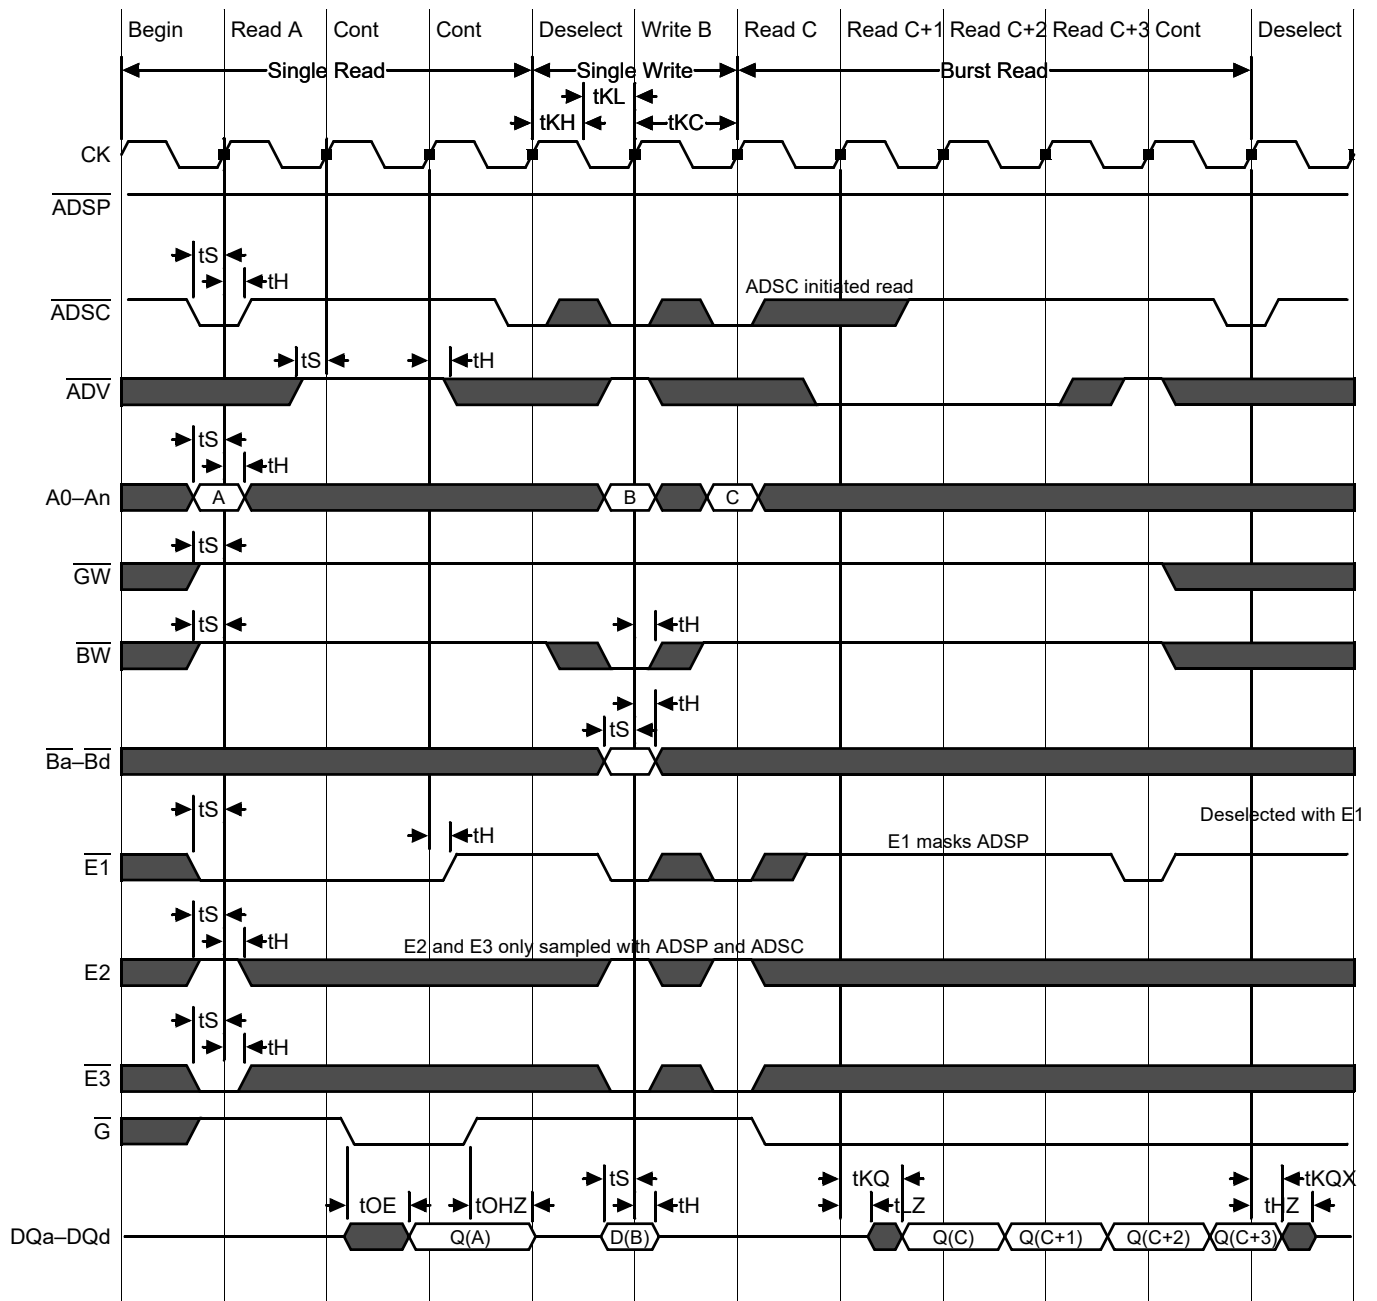 Begin Read A Cont Cont Deselect Write B Read C Read C+1 Read C+2 Read C+3 Cont Deselect
Single Read Single Write Burst Read
tKL
tKH tKC
CK
ADSP
tS
tH
ADSC initiated read
ADSC
tS tH
ADV
tS
tH
A0–An A B C
tS
GW
tS tH
BW
tH
tS
Ba–Bd
tS Deselected with E1
tH E1 masks ADSP
E1
tS
tH E2 and E3 only sampled with ADSP and ADSC
E2
tS
tH
E3
G
tS tKQ tKQX
tOE tOHZ tH tLZ tHZ
DQa–DQd Q(A) D(B) Q(C) Q(C+1) Q(C+2) Q(C+3)